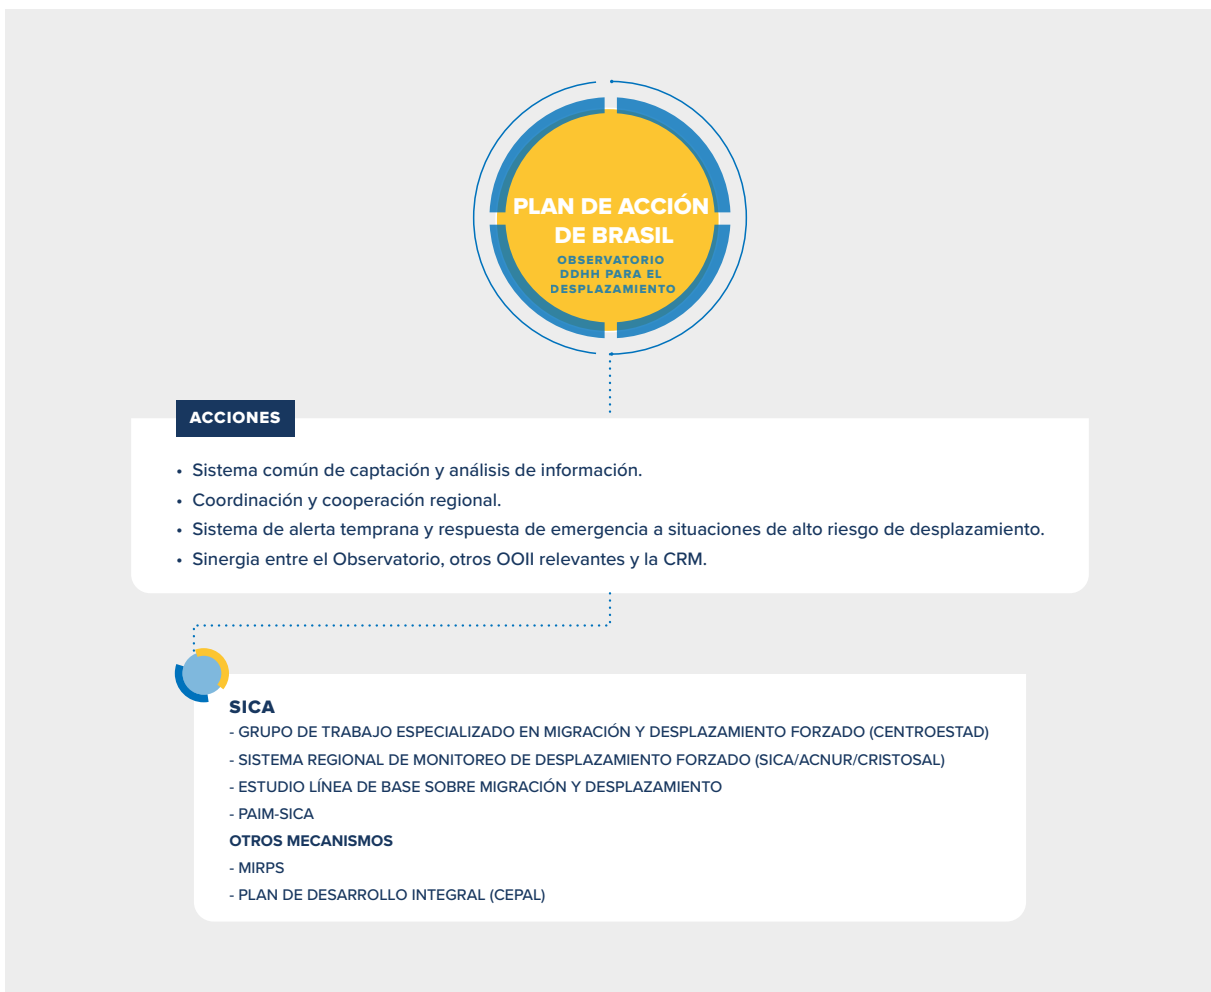 PLAN DE ACCIÓN
DE BRASIL
OBSERVATORIO
DDHH PARA EL
DESPLAZAMIENTO
ACCIONES
• Sistema común de captación y análisis de información.
• Coordinación y cooperación regional.
• Sistema de alerta temprana y respuesta de emergencia a situaciones de alto riesgo de desplazamiento.
• Sinergia entre el Observatorio, otros OOII relevantes y la CRM.
SICA
- GRUPO DE TRABAJO ESPECIALIZADO EN MIGRACIÓN Y DESPLAZAMIENTO FORZADO (CENTROESTAD)
- SISTEMA REGIONAL DE MONITOREO DE DESPLAZAMIENTO FORZADO (SICA/ACNUR/CRISTOSAL)
- ESTUDIO LÍNEA DE BASE SOBRE MIGRACIÓN Y DESPLAZAMIENTO
- PAIM-SICA
OTROS MECANISMOS
- MIRPS
- PLAN DE DESARROLLO INTEGRAL (CEPAL)